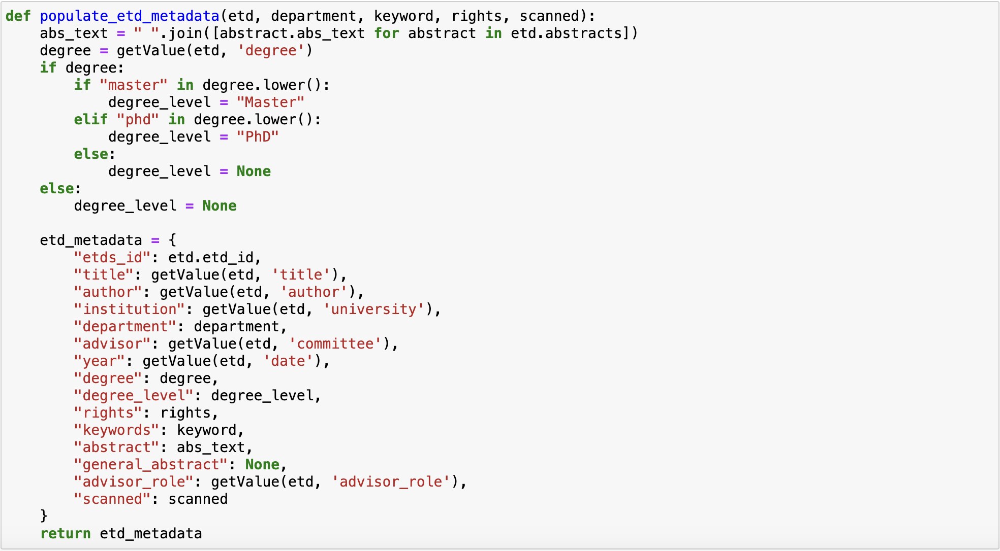 def populate_etd_metadata(etd, department, keyword, rights, scanned):
    abs_text = " ".join([abstract.abs_text for abstract in etd.abstracts])
    degree = getValue(etd, 'degree')
    if degree:
        if "master" in degree.lower():
            degree_level = "Master"
        elif "phd" in degree.lower():
            degree_level = "PhD"
        else:
            degree_level = None
    else:
        degree_level = None

    etd_metadata = {
        "etds_id": etd.etd_id,
        "title": getValue(etd, 'title'),
        "author": getValue(etd, 'author'),
        "institution": getValue(etd, 'university'),
        "department": department,
        "advisor": getValue(etd, 'committee'),
        "year": getValue(etd, 'date'),
        "degree": degree,
        "degree_level": degree_level,
        "rights": rights,
        "keywords": keyword,
        "abstract": abs_text,
        "general_abstract": None,
        "advisor_role": getValue(etd, 'advisor_role'),
        "scanned": scanned
    }
    return etd_metadata